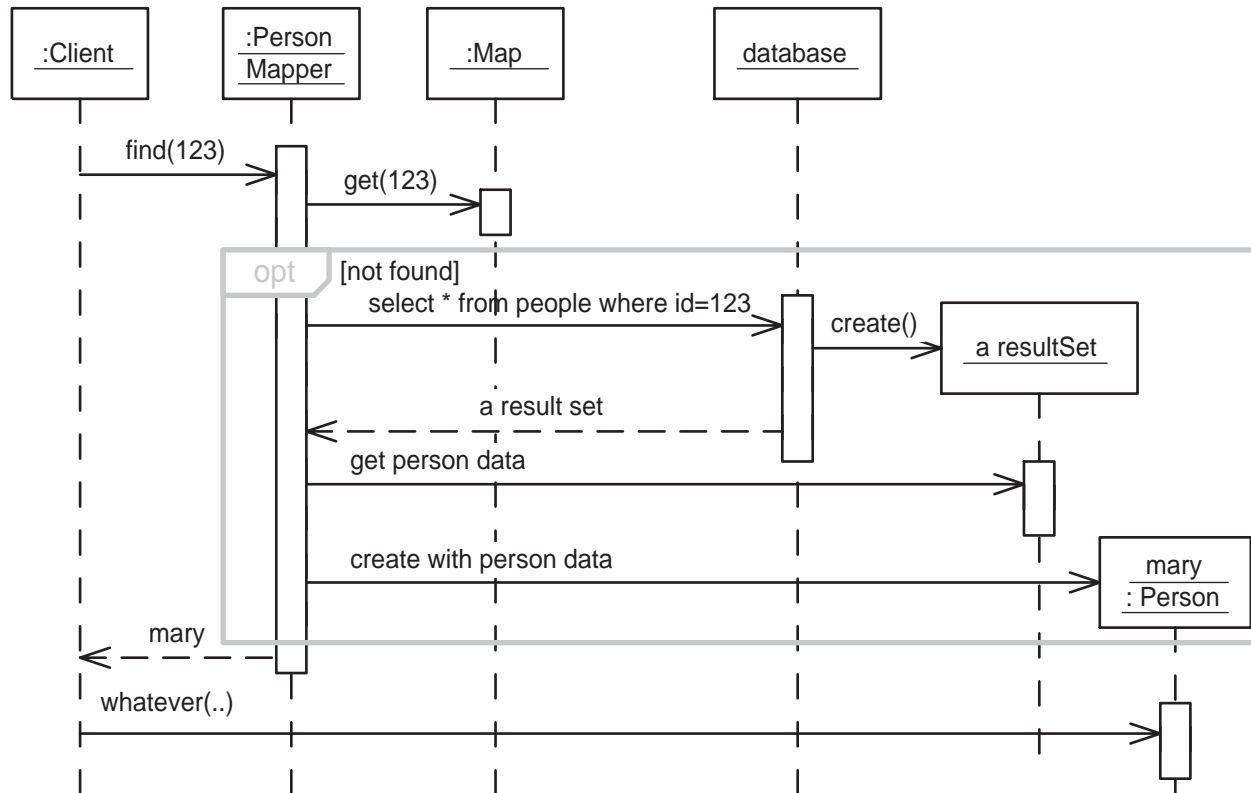 :Client
:Person
Mapper
:Map
database
find(123)
get(123)
opt
[not found]
select * from people where id=123
create()
a resultSet
a result set
get person data
create with person data
mary
: Person
mary
whatever(..)